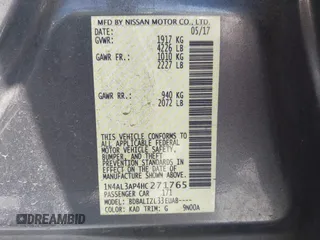 MFD BY NISSAN MOTOR CO., LTD.
DATE: 05/17
GVWR: 1917 KG
4226 LB
GAWR FR: 1010 KG
2227 LB
GAWR RR: 940 KG
2072 LB
THIS VEHICLE CONFORMS TO ALL APPLICABLE FEDERAL MOTOR VEHICLE SAFETY, BUMPER, AND THEFT PREVENTION STANDARDS IN EFFECT ON THE DATE OF MANUFACTURE SHOWN ABOVE.
1N4AL3AP4HC271765
PASSENGER CAR 171
MODEL: BDBALIZL33EUAB----
COLOR: KAD TRIM: G 9N00A